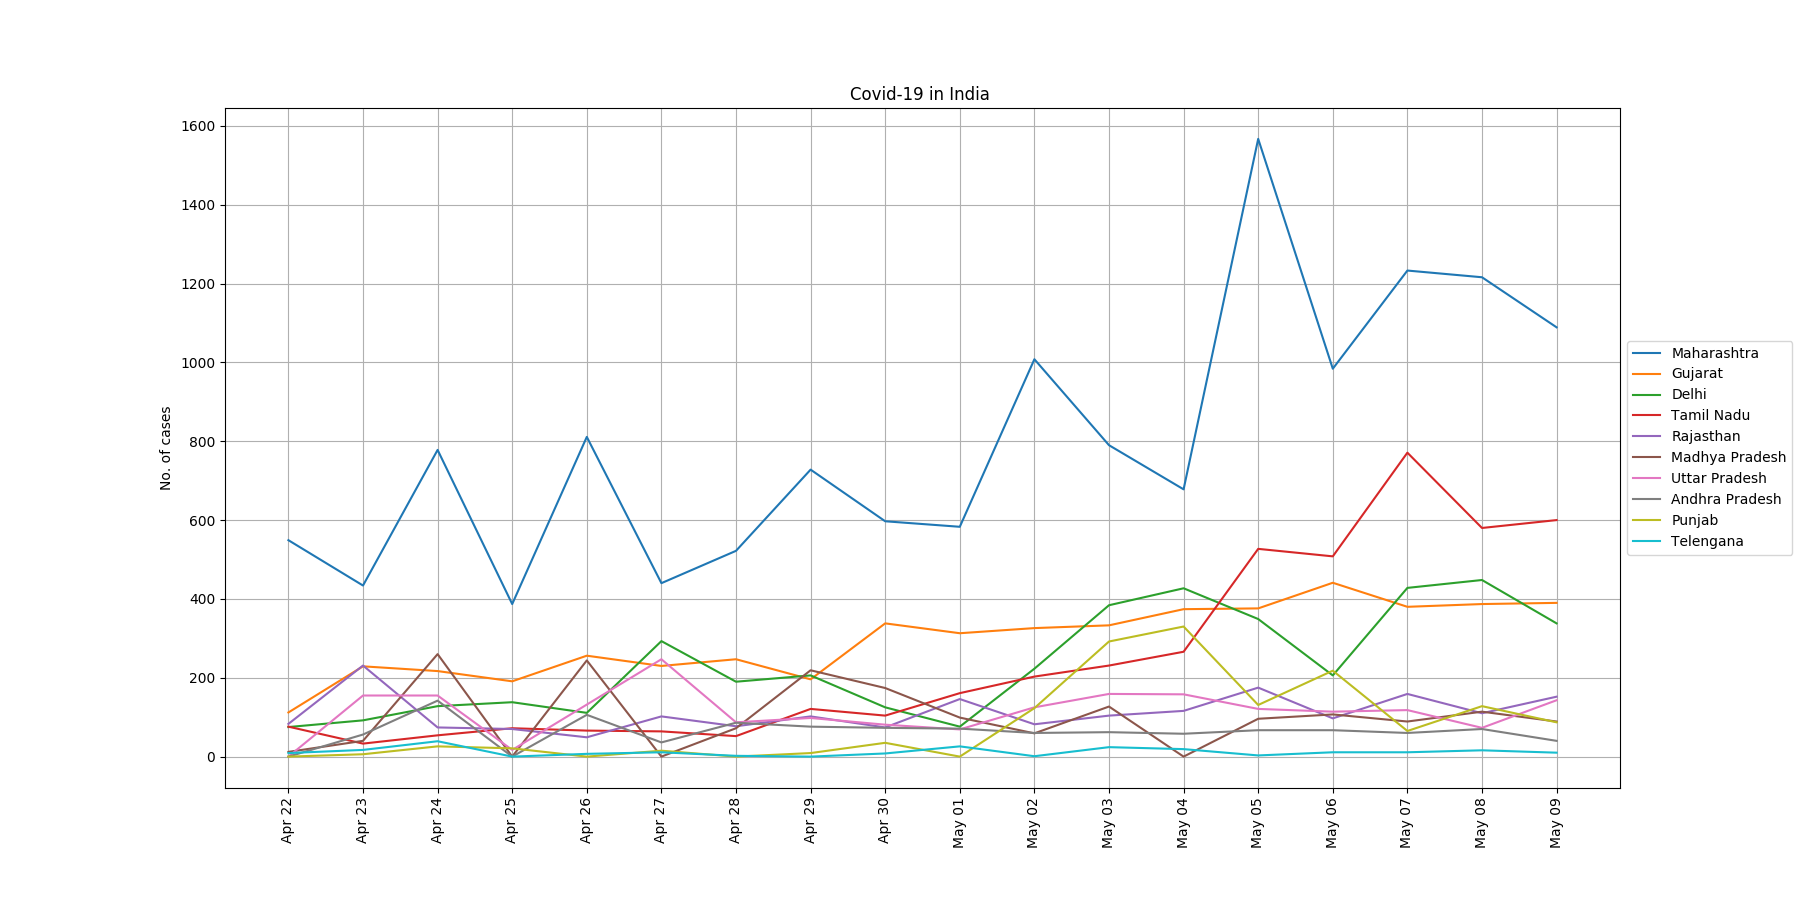 Covid-19 in India
No. of cases
1600
1400
1200
1000
800
600
400
200
0
Apr 22
Apr 23
Apr 24
Apr 25
Apr 26
Apr 27
Apr 28
Apr 29
Apr 30
May 01
May 02
May 03
May 04
May 05
May 06
May 07
May 08
May 09
Maharashtra
Gujarat
Delhi
Tamil Nadu
Rajasthan
Madhya Pradesh
Uttar Pradesh
Andhra Pradesh
Punjab
Telengana